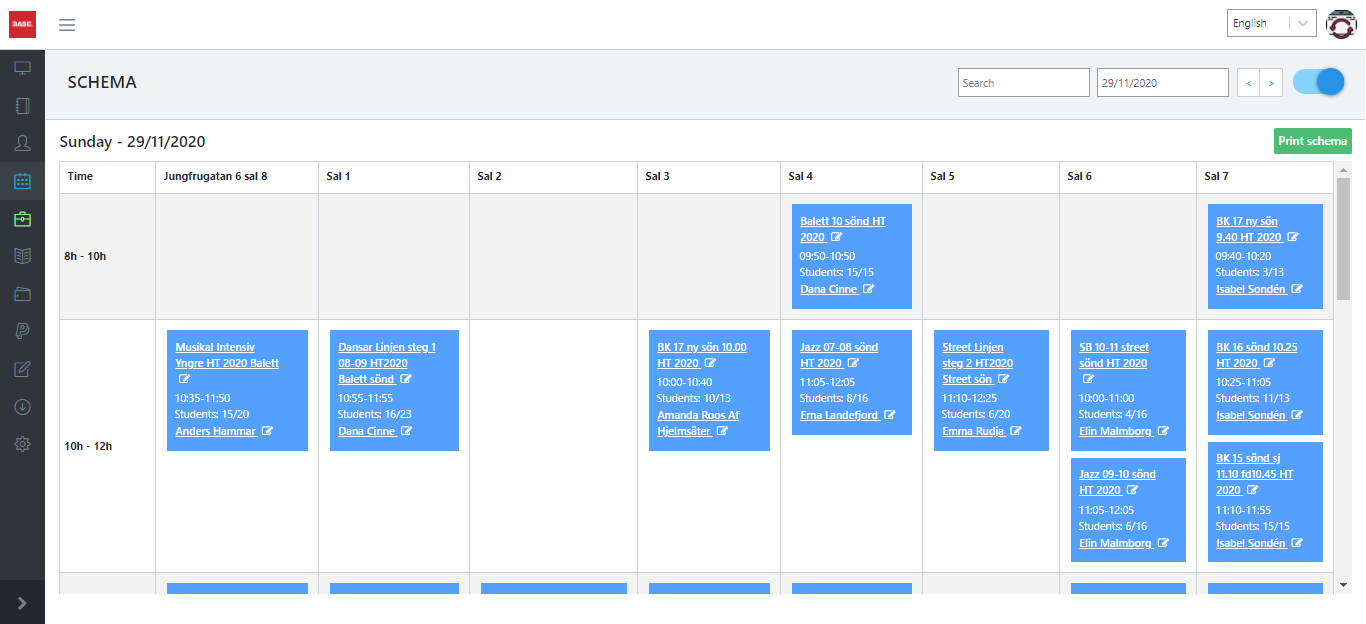 BASE
English
SCHEMA
Search
29/11/2020
<
>
Sunday - 29/11/2020
Print schema
Time
Jungfrugatan 6 sal 8
Sal 1
Sal 2
Sal 3
Sal 4
Sal 5
Sal 6
Sal 7
8h - 10h
Balett 10 sönd HT
2020
09:50-10:50
Students: 15/15
Dana Cinne
BK 17 ny sön
9.40 HT 2020
09:40-10:20
Students: 3/13
Isabel Sondén
10h - 12h
Musikal Intensiv
Yngre HT 2020 Balett
10:35-11:50
Students: 15/20
Anders Hammar
Dansar Linjen steg 1
08-09 HT2020
Balett sönd
10:55-11:55
Students: 16/23
Dana Cinne
BK 17 ny sön 10.00
HT 2020
10:00-10:40
Students: 10/13
Amanda Roos Af
Hjelmsäter
Jazz 07-08 sönd
HT 2020
11:05-12:05
Students: 8/16
Erna Landefjord
Street Linjen
steg 2 HT2020
Street sön
11:10-12:25
Students: 6/20
Emma Rudja
SB 10-11 street
sönd HT 2020
10:00-11:00
Students: 4/16
Elin Malmborg
Jazz 09-10 sönd
HT 2020
11:05-12:05
Students: 6/16
Elin Malmborg
BK 16 sönd 10.25
HT 2020
10:25-11:05
Students: 11/13
Isabel Sondén
BK 15 sönd sj
11.10 fd10.45 HT
2020
11:10-11:55
Students: 15/15
Isabel Sondén